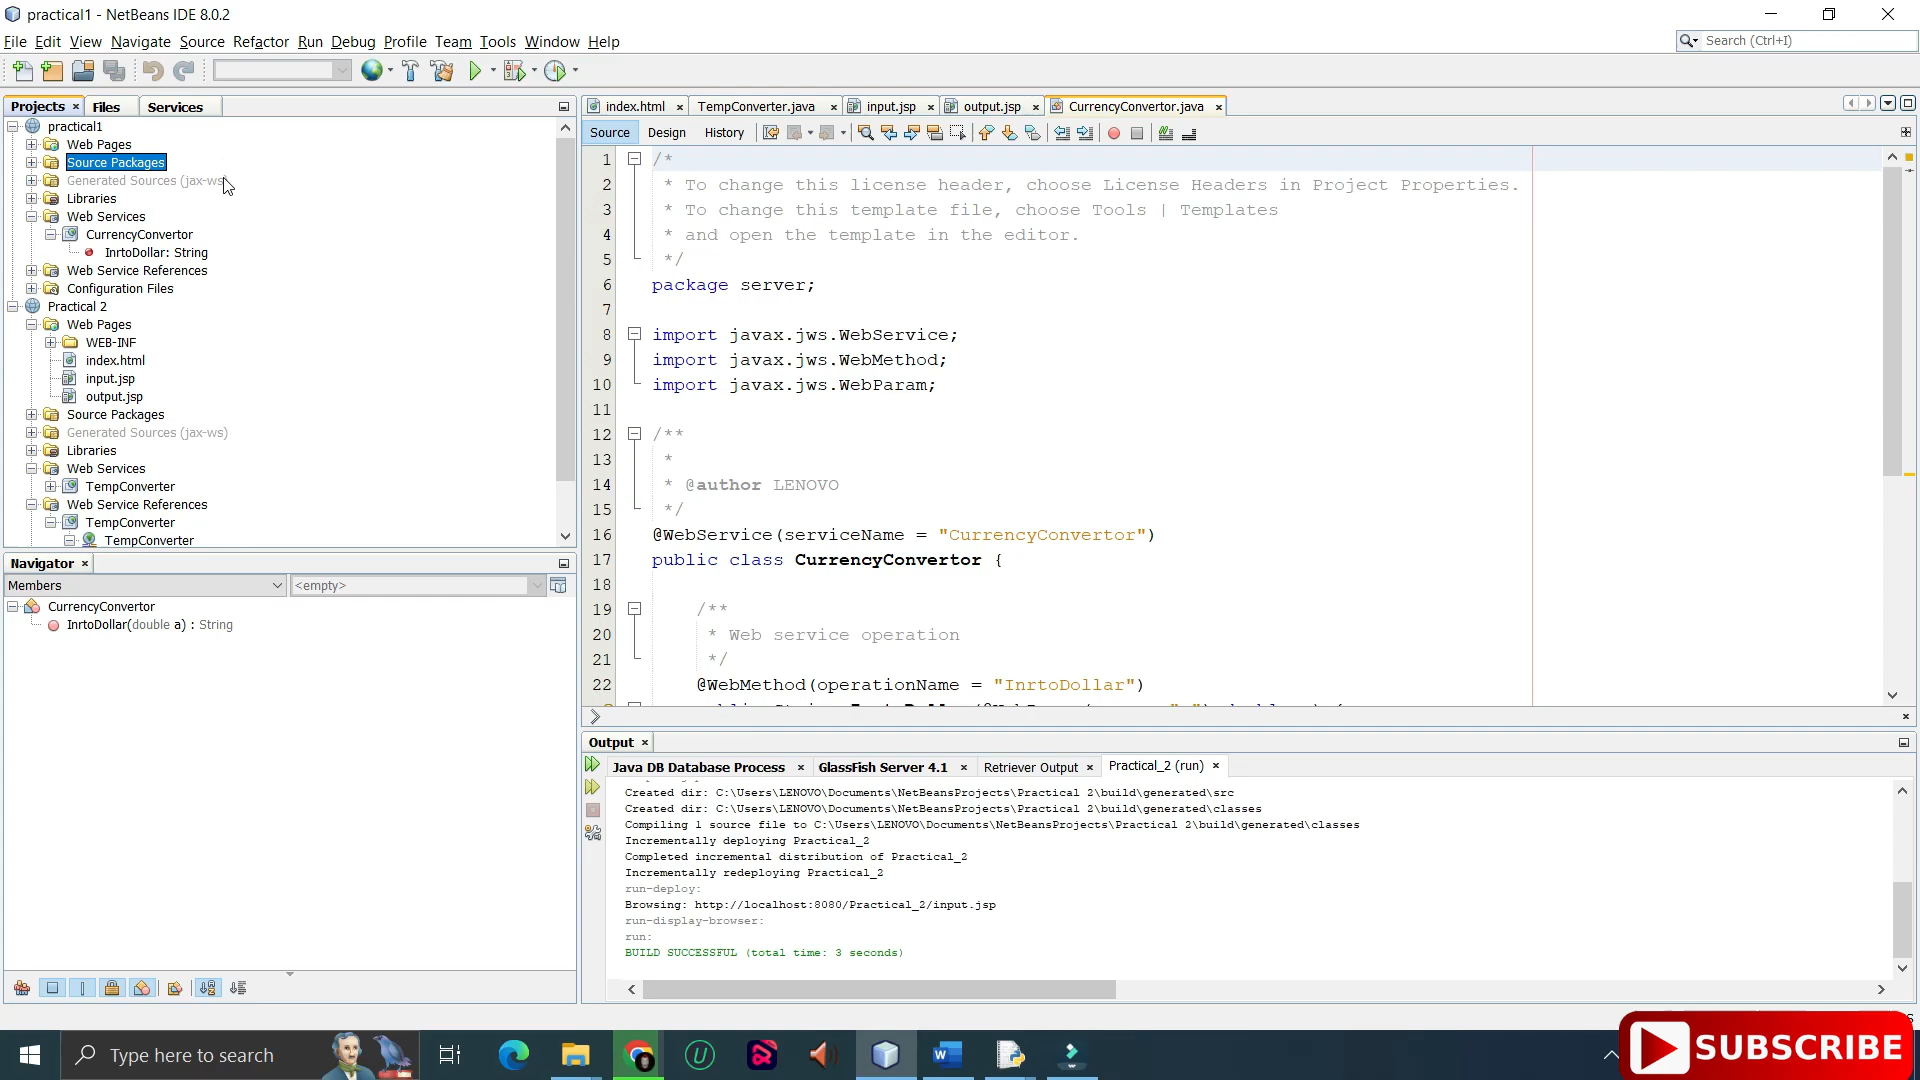 practical1 - NetBeans IDE 8.0.2
File Edit View Navigate Source Refactor Run Debug Profile Team Tools Window Help
Search (Ctrl+I)
Projects Files Services
practical1
Web Pages
Source Packages
Generated Sources (jax-ws)
Libraries
Web Services
CurrencyConvertor
InrtoDollar: String
Web Service References
Configuration Files
Practical 2
Web Pages
WEB-INF
index.html
input.jsp
output.jsp
Source Packages
Generated Sources (jax-ws)
Libraries
Web Services
TempConverter
Web Service References
TempConverter
TempConverter
Navigator
Members <empty>
CurrencyConvertor
InrtoDollar(double a) : String
index.html TempConverter.java input.jsp output.jsp CurrencyConvertor.java
Source Design History
1 /*
2 * To change this license header, choose License Headers in Project Properties.
3 * To change this template file, choose Tools | Templates
4 * and open the template in the editor.
5 */
6 package server;
7
8 import javax.jws.WebService;
9 import javax.jws.WebMethod;
10 import javax.jws.WebParam;
11
12 /**
13 *
14 * @author LENOVO
15 */
16 @WebService(serviceName = "CurrencyConvertor")
17 public class CurrencyConvertor {
18
19 /**
20 * Web service operation
21 */
22 @WebMethod(operationName = "InrtoDollar")
Output
Java DB Database Process GlassFish Server 4.1 Retriever Output Practical_2 (run)
Created dir: C:\Users\LENOVO\Documents\NetBeansProjects\Practical 2\build\generated\src
Created dir: C:\Users\LENOVO\Documents\NetBeansProjects\Practical 2\build\generated\classes
Compiling 1 source file to C:\Users\LENOVO\Documents\NetBeansProjects\Practical 2\build\generated\classes
Incrementally deploying Practical_2
Completed incremental distribution of Practical_2
Incrementally redeploying Practical_2
run-deploy:
Browsing: http://localhost:8080/Practical_2/input.jsp
run-display-browser:
run:
BUILD SUCCESSFUL (total time: 3 seconds)
Type here to search
SUBSCRIBE